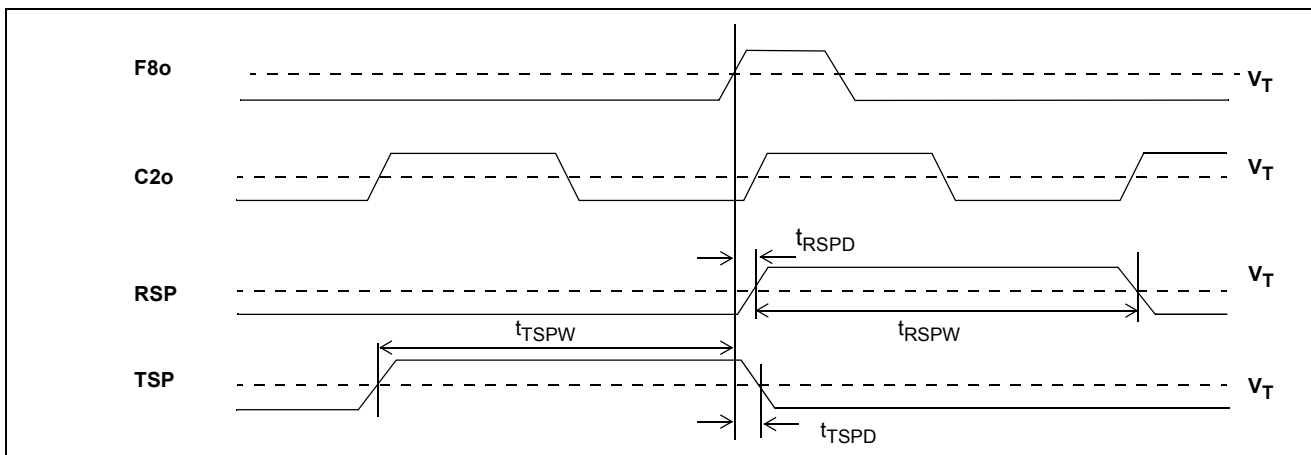 F8o
V_T
C2o
V_T
t_RSPD
RSP
V_T
t_TSPW
t_RSPW
TSP
V_T
t_TSPD